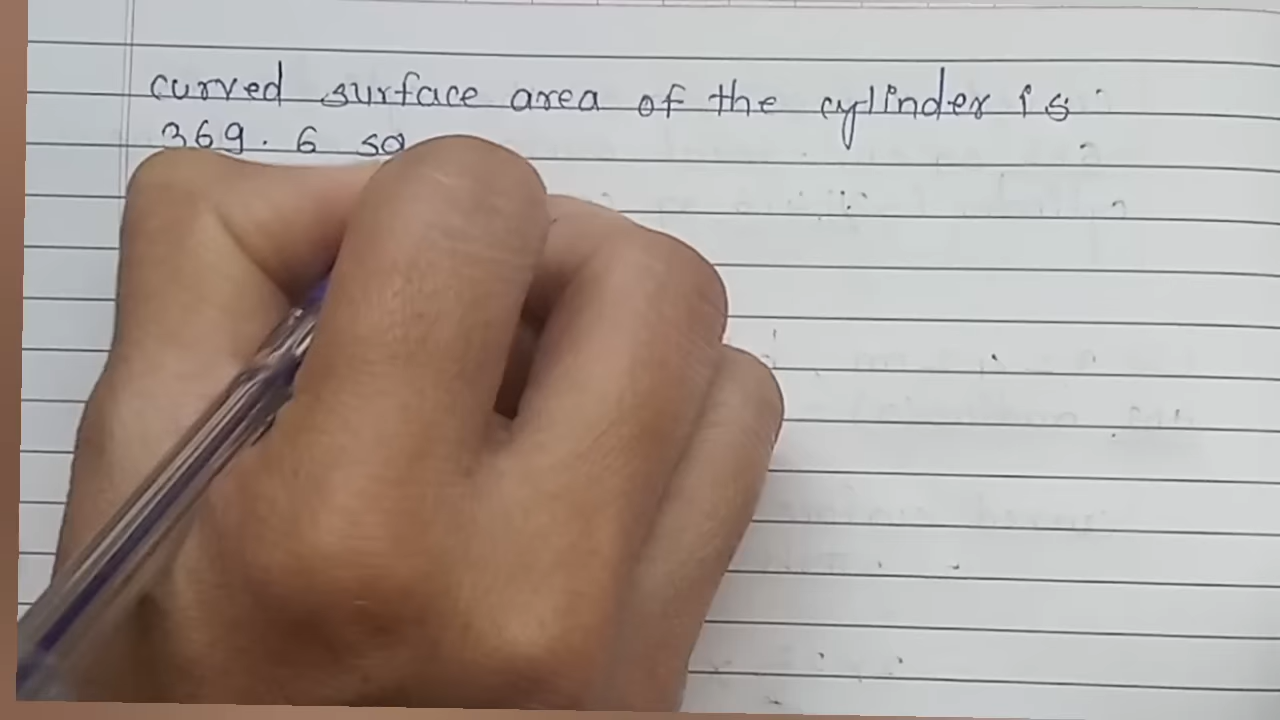 curved surface area of the cylinder is
369.6 sq